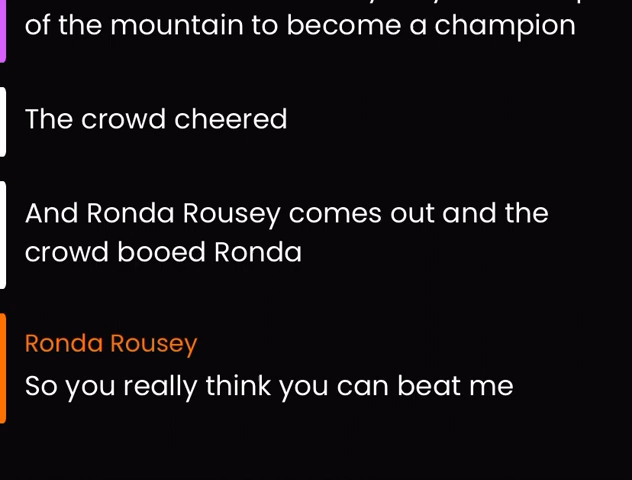 of the mountain to become a champion
The crowd cheered
And Ronda Rousey comes out and the
crowd booed Ronda
Ronda Rousey
So you really think you can beat me